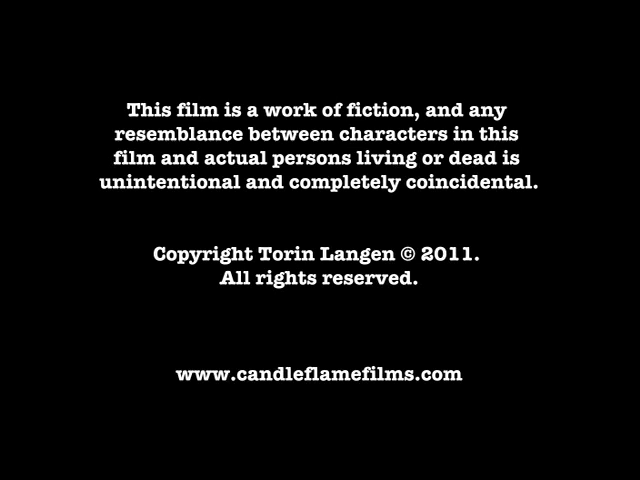 This film is a work of fiction, and any
resemblance between characters in this
film and actual persons living or dead is
unintentional and completely coincidental.
Copyright Torin Langen © 2011.
All rights reserved.
www.candleflamefilms.com